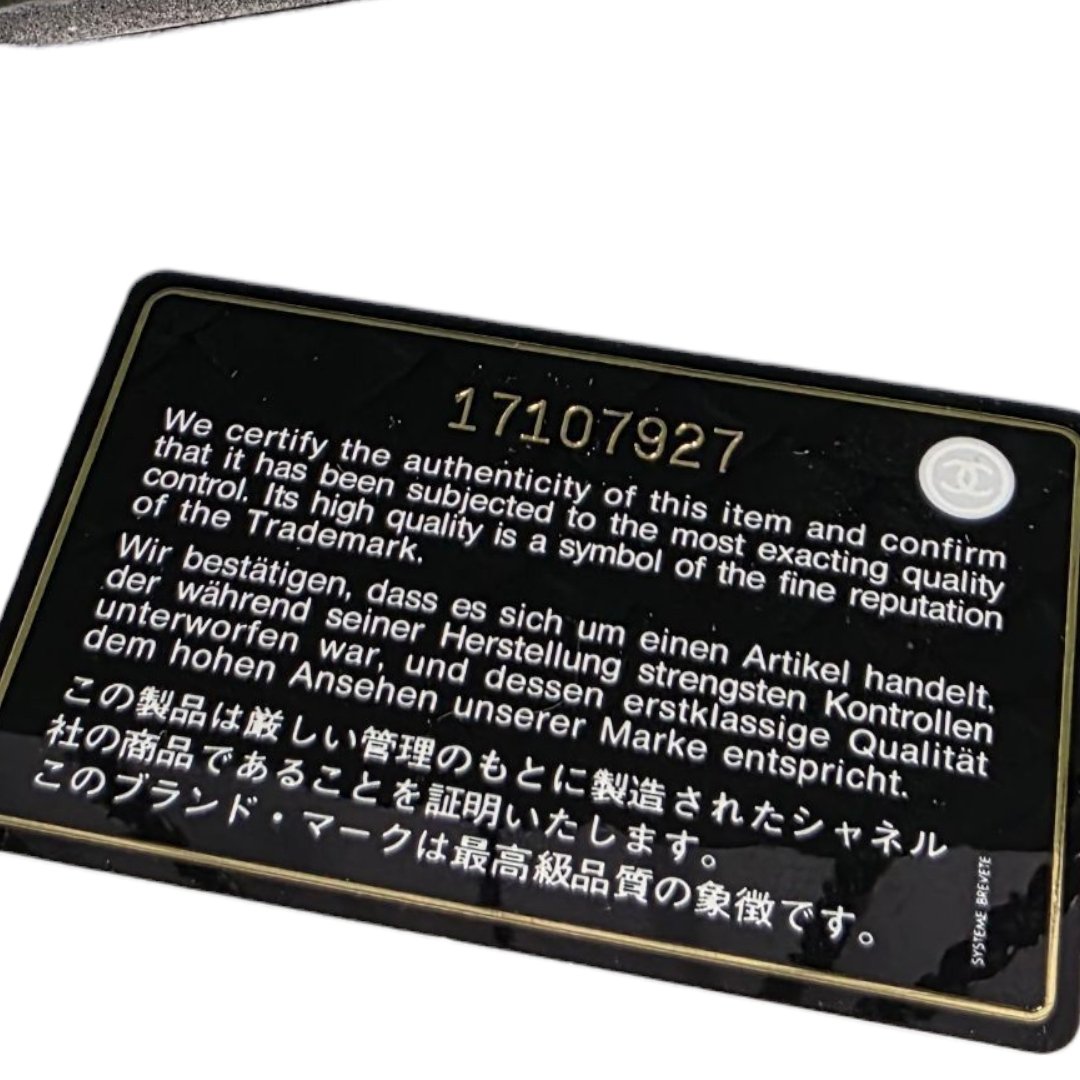 17107927
We certify the authenticity of this item and confirm
that it has been subjected to the most exacting quality
control. Its high quality is a symbol of the fine reputation
of the Trademark.
Wir bestätigen, dass es sich um einen Artikel handelt,
der während seiner Herstellung strengsten Kontrollen
unterworfen war, und dessen erstklassige Qualität
dem hohen Ansehen unserer Marke entspricht.
この製品は厳しい管理のもとに製造されたシャネル
社の商品であることを証明いたします。
このブランド・マークは最高級品質の象徴です。
SYSTEME BREVETE